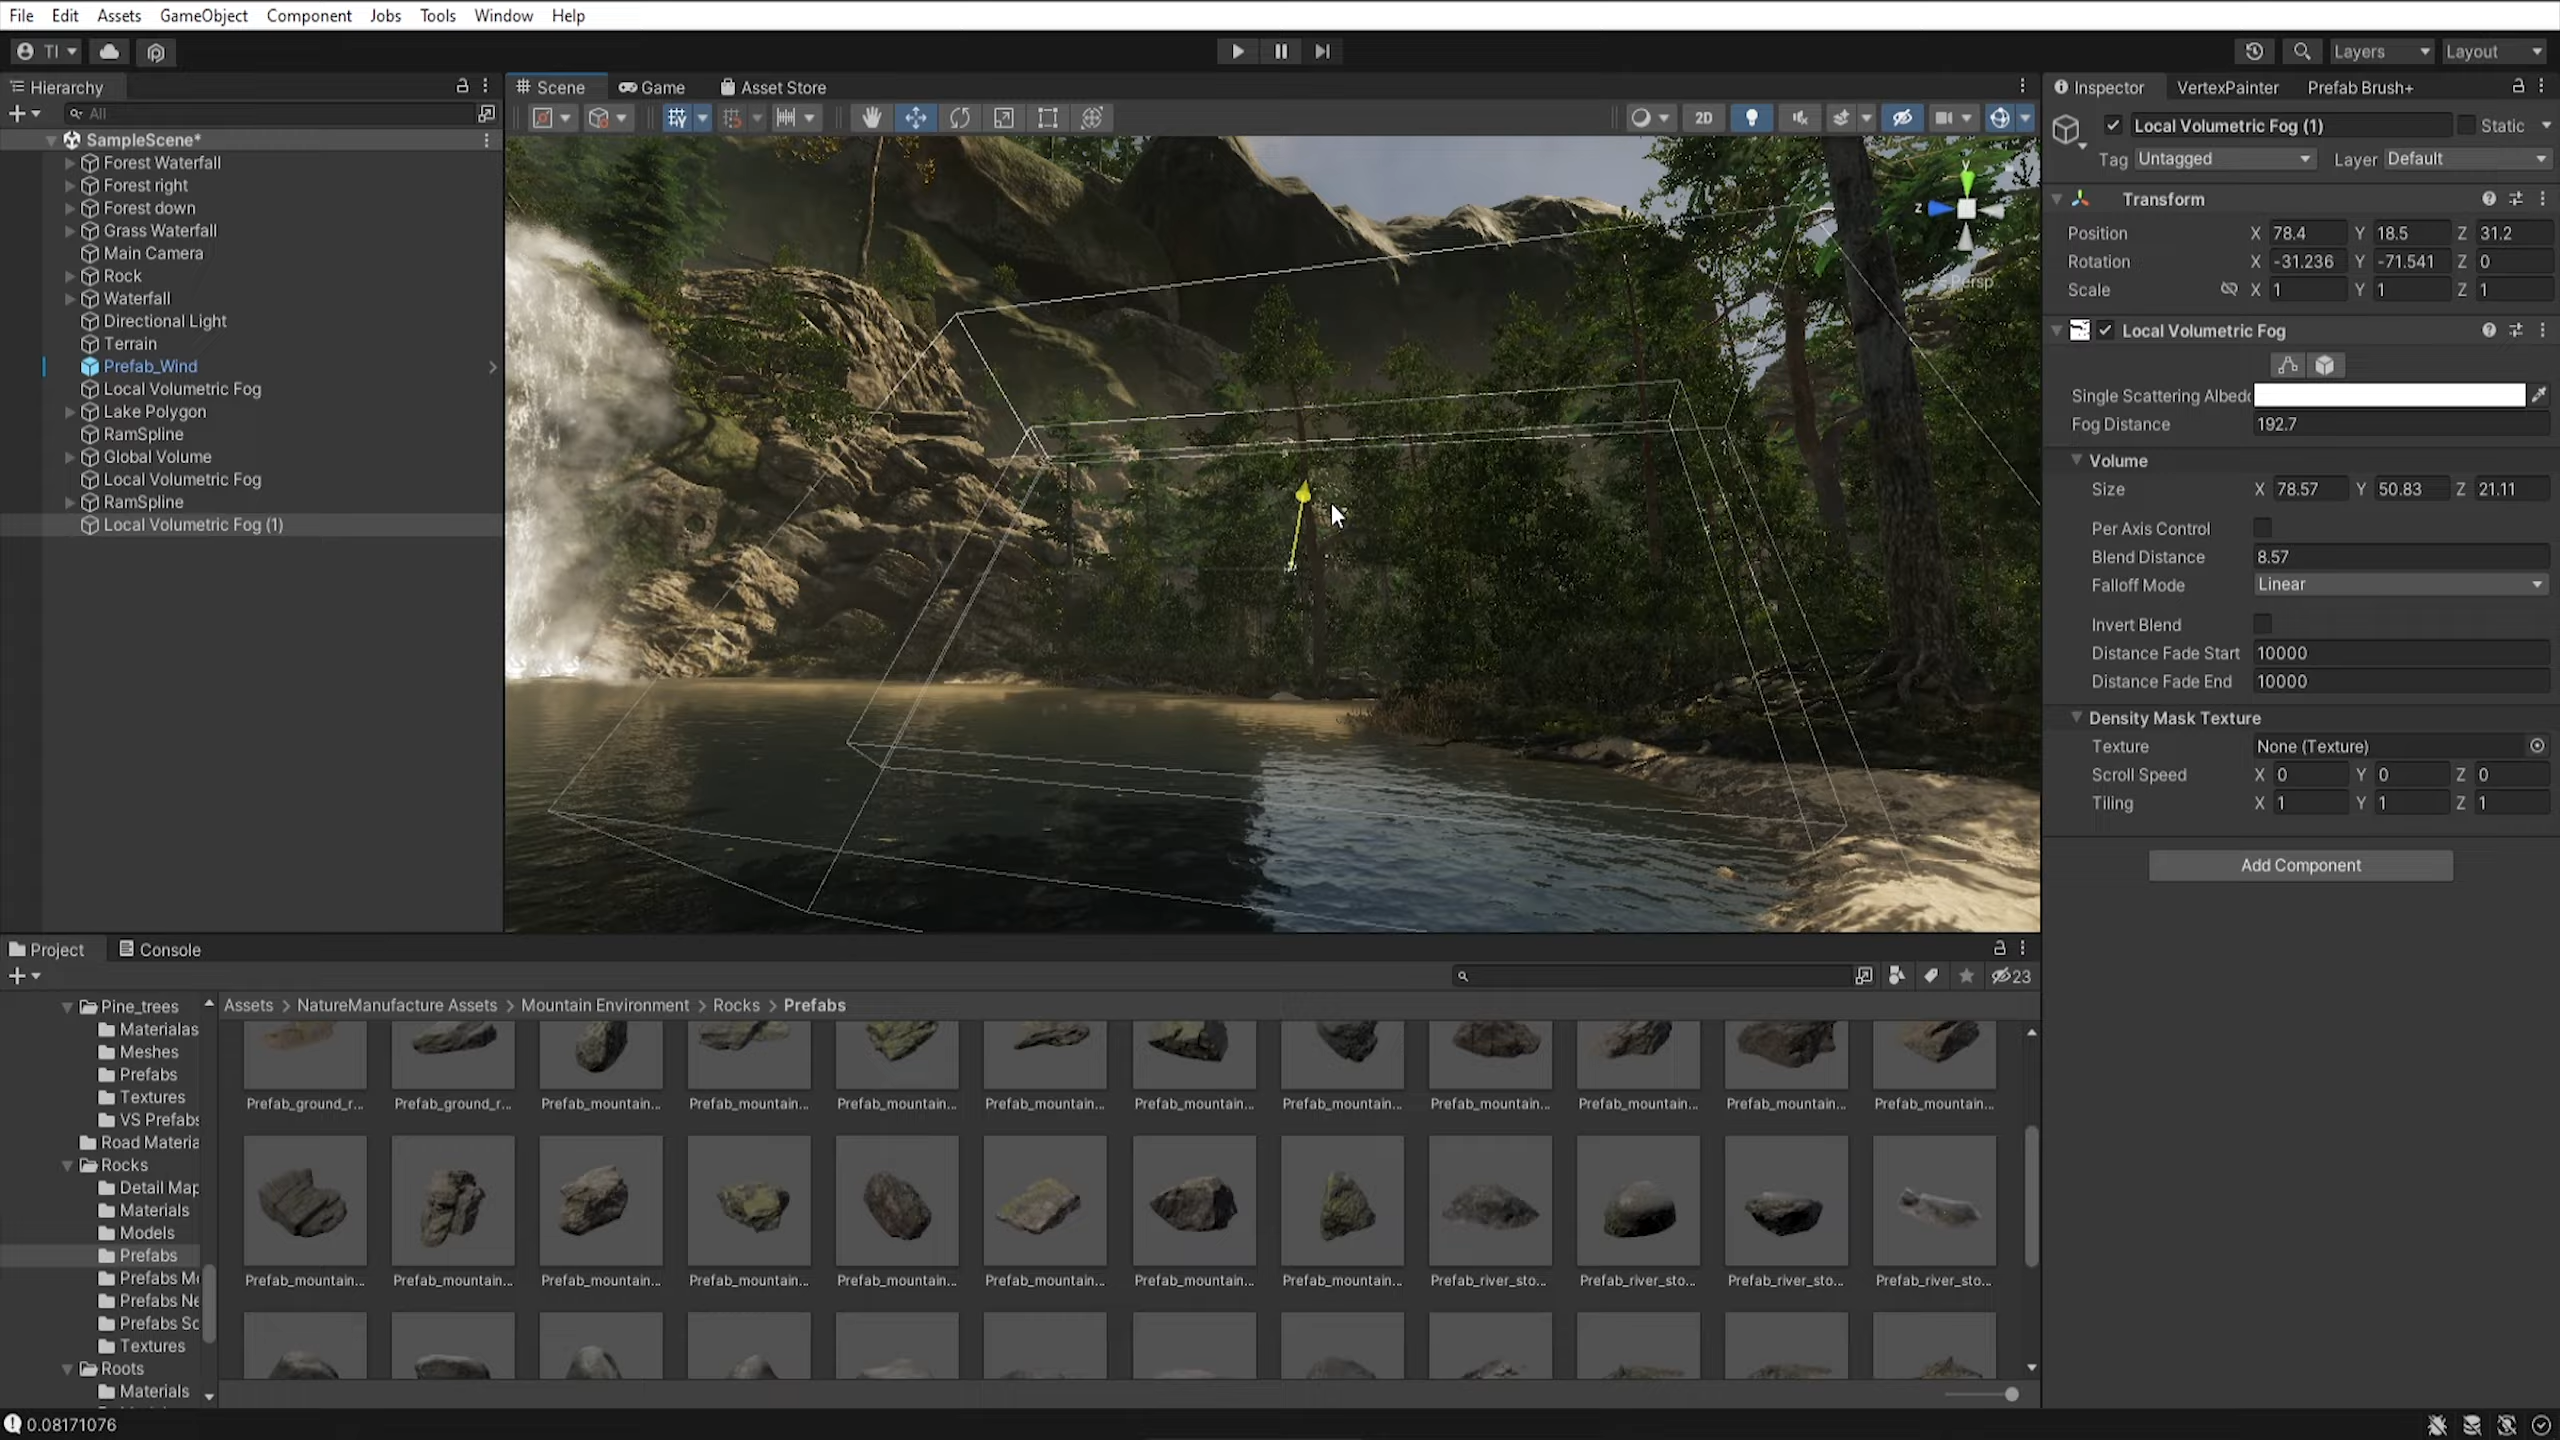 File Edit Assets GameObject Component Jobs Tools Window Help
TI Layers Layout
Hierarchy
All
SampleScene*
Forest Waterfall
Forest right
Forest down
Grass Waterfall
Main Camera
Rock
Waterfall
Directional Light
Terrain
Prefab_Wind
Local Volumetric Fog
Lake Polygon
RamSpline
Global Volume
Local Volumetric Fog
RamSpline
Local Volumetric Fog (1)
Scene Game Asset Store
2D
y
z
Persp
Inspector VertexPainter Prefab Brush+
Local Volumetric Fog (1) Static
Tag Untagged Layer Default
Transform
Position X 78.4 Y 18.5 Z 31.2
Rotation X -31.236 Y -71.541 Z 0
Scale X 1 Y 1 Z 1
Local Volumetric Fog
Single Scattering Albedo
Fog Distance 192.7
Volume
Size X 78.57 Y 50.83 Z 21.11
Per Axis Control
Blend Distance 8.57
Falloff Mode Linear
Invert Blend
Distance Fade Start 10000
Distance Fade End 10000
Density Mask Texture
Texture None (Texture)
Scroll Speed X 0 Y 0 Z 0
Tiling X 1 Y 1 Z 1
Add Component
Project Console
23
Pine_trees
Materialas
Meshes
Prefabs
Textures
VS Prefabs
Road Materia
Rocks
Detail Map
Materials
Models
Prefabs
Prefabs Me
Prefabs Ne
Prefabs Sc
Textures
Roots
Materials
Assets > NatureManufacture Assets > Mountain Environment > Rocks > Prefabs
Prefab_ground_r... Prefab_ground_r... Prefab_mountain... Prefab_mountain... Prefab_mountain... Prefab_mountain... Prefab_mountain... Prefab_mountain... Prefab_mountain... Prefab_mountain... Prefab_mountain... Prefab_mountain...
Prefab_mountain... Prefab_mountain... Prefab_mountain... Prefab_mountain... Prefab_mountain... Prefab_mountain... Prefab_mountain... Prefab_mountain... Prefab_river_sto... Prefab_river_sto... Prefab_river_sto... Prefab_river_sto...
0.08171076